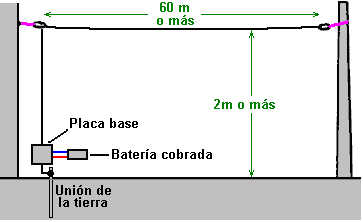 60 m
o más
2m o más
Placa base
Batería cobrada
Unión de
la tierra